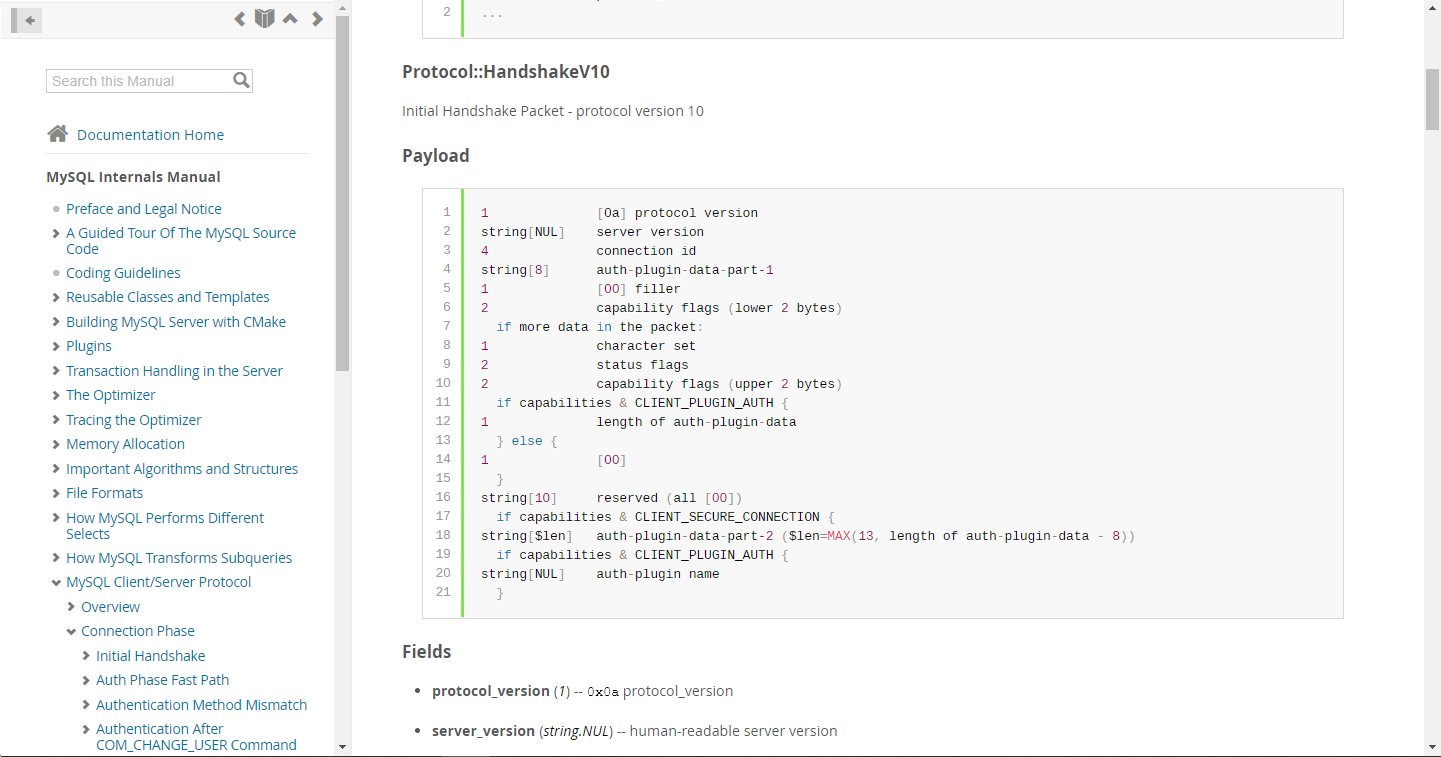 Search this Manual
Documentation Home
MySQL Internals Manual
Preface and Legal Notice
A Guided Tour Of The MySQL Source
Code
Coding Guidelines
Reusable Classes and Templates
Building MySQL Server with CMake
Plugins
Transaction Handling in the Server
The Optimizer
Tracing the Optimizer
Memory Allocation
Important Algorithms and Structures
File Formats
How MySQL Performs Different
Selects
How MySQL Transforms Subqueries
MySQL Client/Server Protocol
Overview
Connection Phase
Initial Handshake
Auth Phase Fast Path
Authentication Method Mismatch
Authentication After
COM_CHANGE_USER Command
2 ...
Protocol::HandshakeV10
Initial Handshake Packet - protocol version 10
Payload
1 1              [0a] protocol version
2 string[NUL]    server version
3 4              connection id
4 string[8]      auth-plugin-data-part-1
5 1              [00] filler
6 2              capability flags (lower 2 bytes)
7   if more data in the packet:
8 1              character set
9 2              status flags
10 2              capability flags (upper 2 bytes)
11   if capabilities & CLIENT_PLUGIN_AUTH {
12 1              length of auth-plugin-data
13   } else {
14 1              [00]
15   }
16 string[10]     reserved (all [00])
17   if capabilities & CLIENT_SECURE_CONNECTION {
18 string[$len]   auth-plugin-data-part-2 ($len=MAX(13, length of auth-plugin-data - 8))
19   if capabilities & CLIENT_PLUGIN_AUTH {
20 string[NUL]    auth-plugin name
21   }
Fields
• protocol_version (1) -- 0x0a protocol_version
• server_version (string.NUL) -- human-readable server version